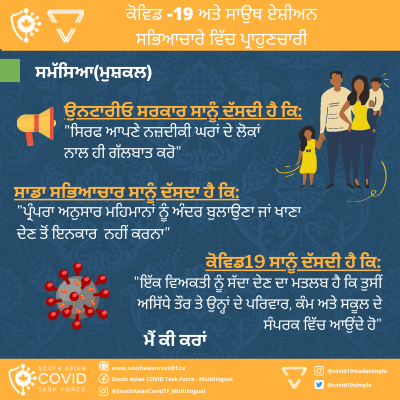 ਕੋਵਿਡ -19 ਅਤੇ ਸਾਊਥ ਏਸ਼ੀਅਨ
ਸਭਿਆਚਾਰੇ ਵਿੱਚ ਪ੍ਰਾਹੁਣਚਾਰੀ
ਸਮੱਸਿਆ(ਮੁਸ਼ਕਲ)
ਉਨਟਾਰੀਓ ਸਰਕਾਰ ਸਾਨੂੰ ਦੱਸਦੀ ਹੈ ਕਿ:
"ਸਿਰਫ ਆਪਣੇ ਨਜ਼ਦੀਕੀ ਘਰਾਂ ਦੇ ਲੋਕਾਂ
ਨਾਲ ਹੀ ਗੱਲਬਾਤ ਕਰੋ"
ਸਾਡਾ ਸਭਿਆਚਾਰ ਸਾਨੂੰ ਦੱਸਦਾ ਹੈ ਕਿ:
"ਪ੍ਰੰਪਰਾ ਅਨੁਸਾਰ ਮਹਿਮਾਨਾਂ ਨੂੰ ਅੰਦਰ ਬੁਲਾਉਣਾ ਜਾਂ ਖਾਣਾ
ਦੇਣ ਤੋਂ ਇਨਕਾਰ ਨਹੀਂ ਕਰਨਾ"
ਕੋਵਿਡ19 ਸਾਨੂੰ ਦੱਸਦੀ ਹੈ ਕਿ:
"ਇੱਕ ਵਿਅਕਤੀ ਨੂੰ ਸੱਦਾ ਦੇਣ ਦਾ ਮਤਲਬ ਹੈ ਕਿ ਤੁਸੀਂ
ਅਸਿੱਧੇ ਤੌਰ ਤੇ ਉਨ੍ਹਾਂ ਦੇ ਪਰਿਵਾਰ, ਕੰਮ ਅਤੇ ਸਕੂਲ ਦੇ
ਸੰਪਰਕ ਵਿੱਚ ਆਉਂਦੇ ਹੋ"
ਮੈਂ ਕੀ ਕਰਾਂ
SOUTH ASIAN
COVID
TASK FORCE
www.southasiancovidtf.ca
South Asian COVID Task Force - Multilingual
@SouthAsianCovidTF_Multilingual
@covid19madesimple
@covid19simple